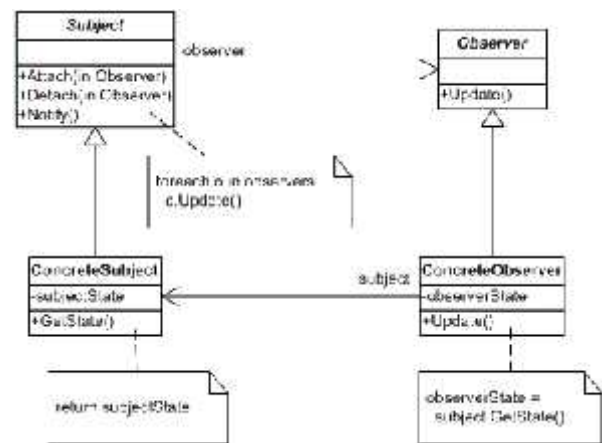 Subject
observer
+Attach(in Observer)
+Detach(in Observer)
+Notify()
Observer
+Update()
foreach o in observers
o.Update()
ConcreteSubject
-subjectState
+GetState()
subject
ConcreteObserver
-observerState
+Update()
return subjectState
observerState =
subject.GetState()